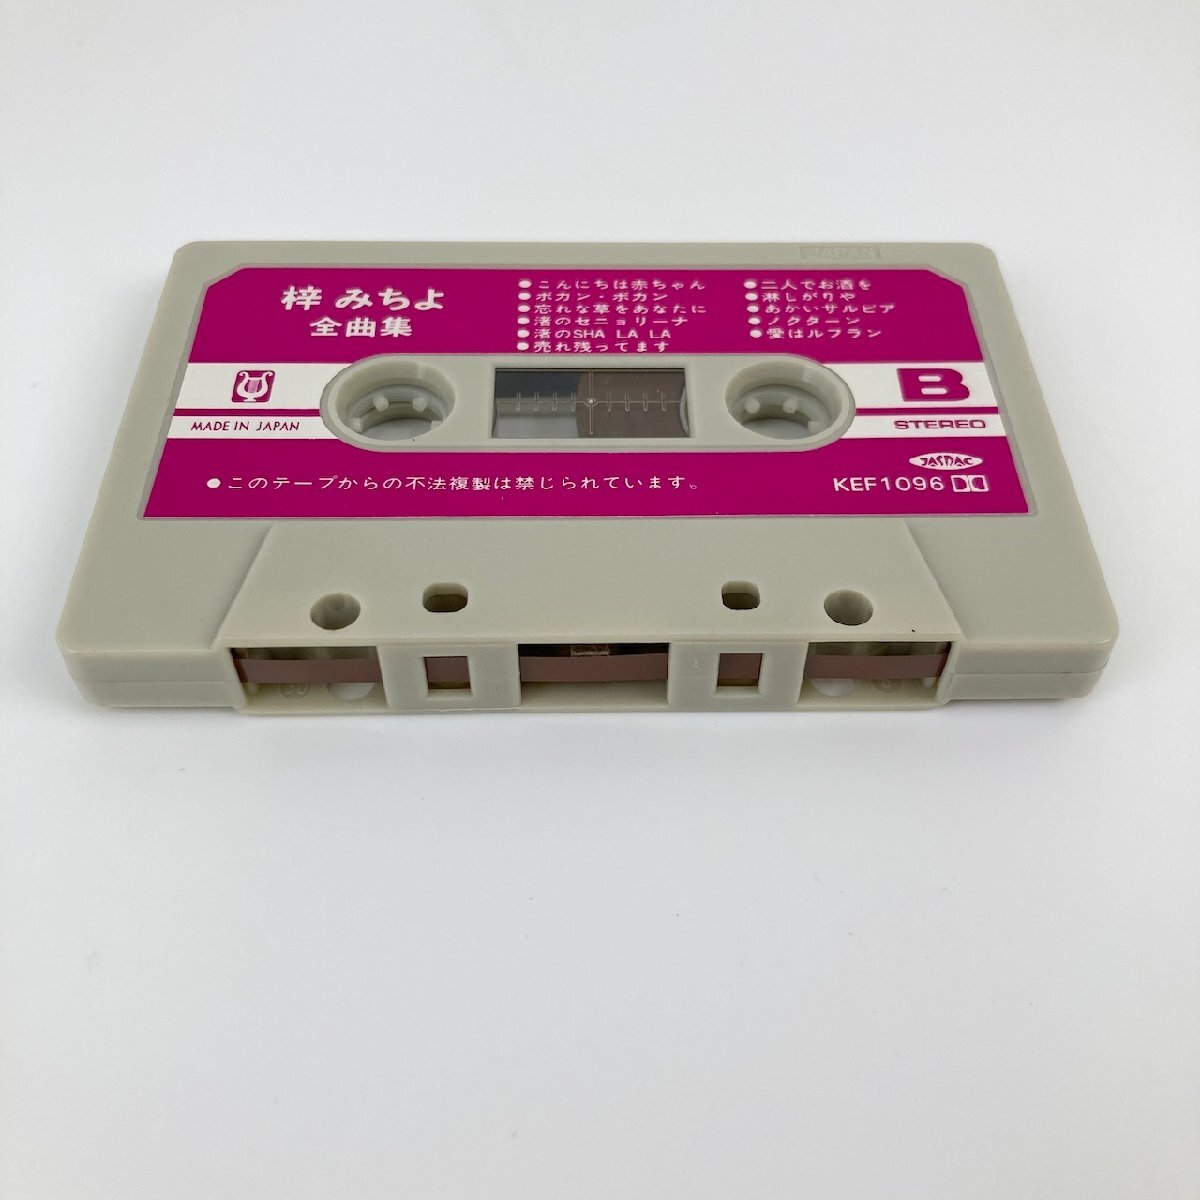 JAPAN
梓 みちよ
全曲集
●こんにちは赤ちゃん
●ポカン・ポカン
●忘れな草をあなたに
●渚のセニョリーナ
●渚のSHA LA LA
●売れ残ってます
●二人でお酒を
●淋しがりや
●あかいサルビア
●ノクターン
●愛はルフラン
MADE IN JAPAN
B
STEREO
JASRAC
●このテープからの不法複製は禁じられています。
KEF1096